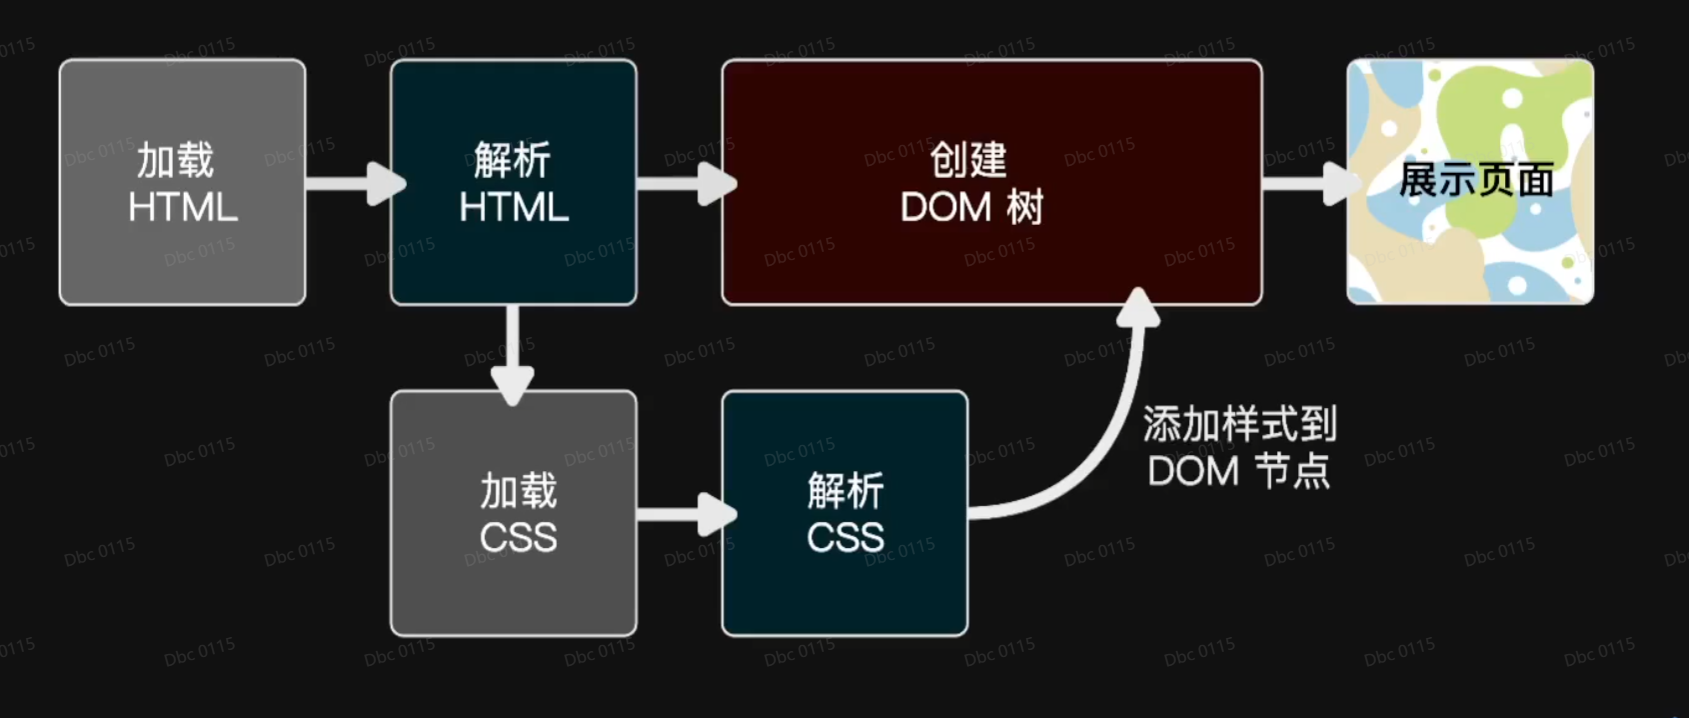 加载
HTML
解析
HTML
创建
DOM 树
展示页面
加载
CSS
解析
CSS
添加样式到
DOM 节点
Dbc 0115